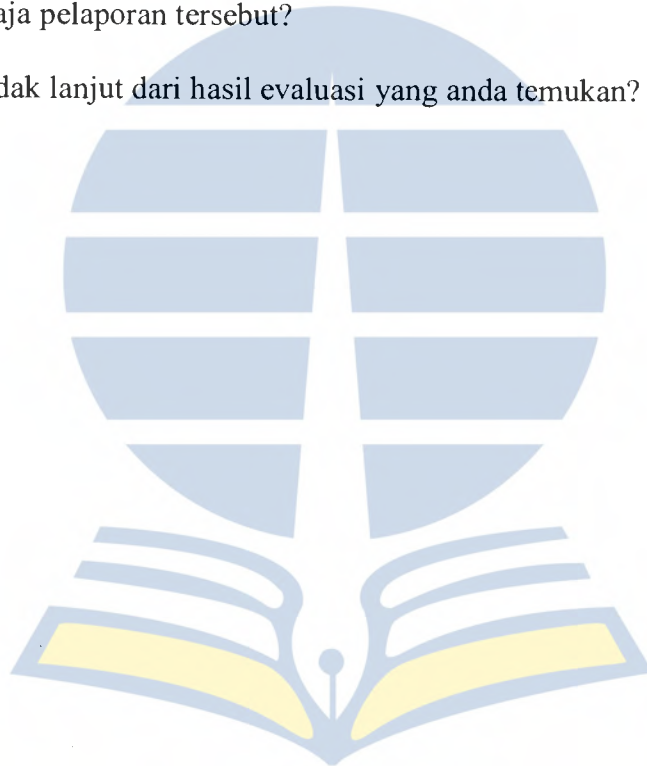 aja pelaporan tersebut?
dak lanjut dari hasil evaluasi yang anda temukan?